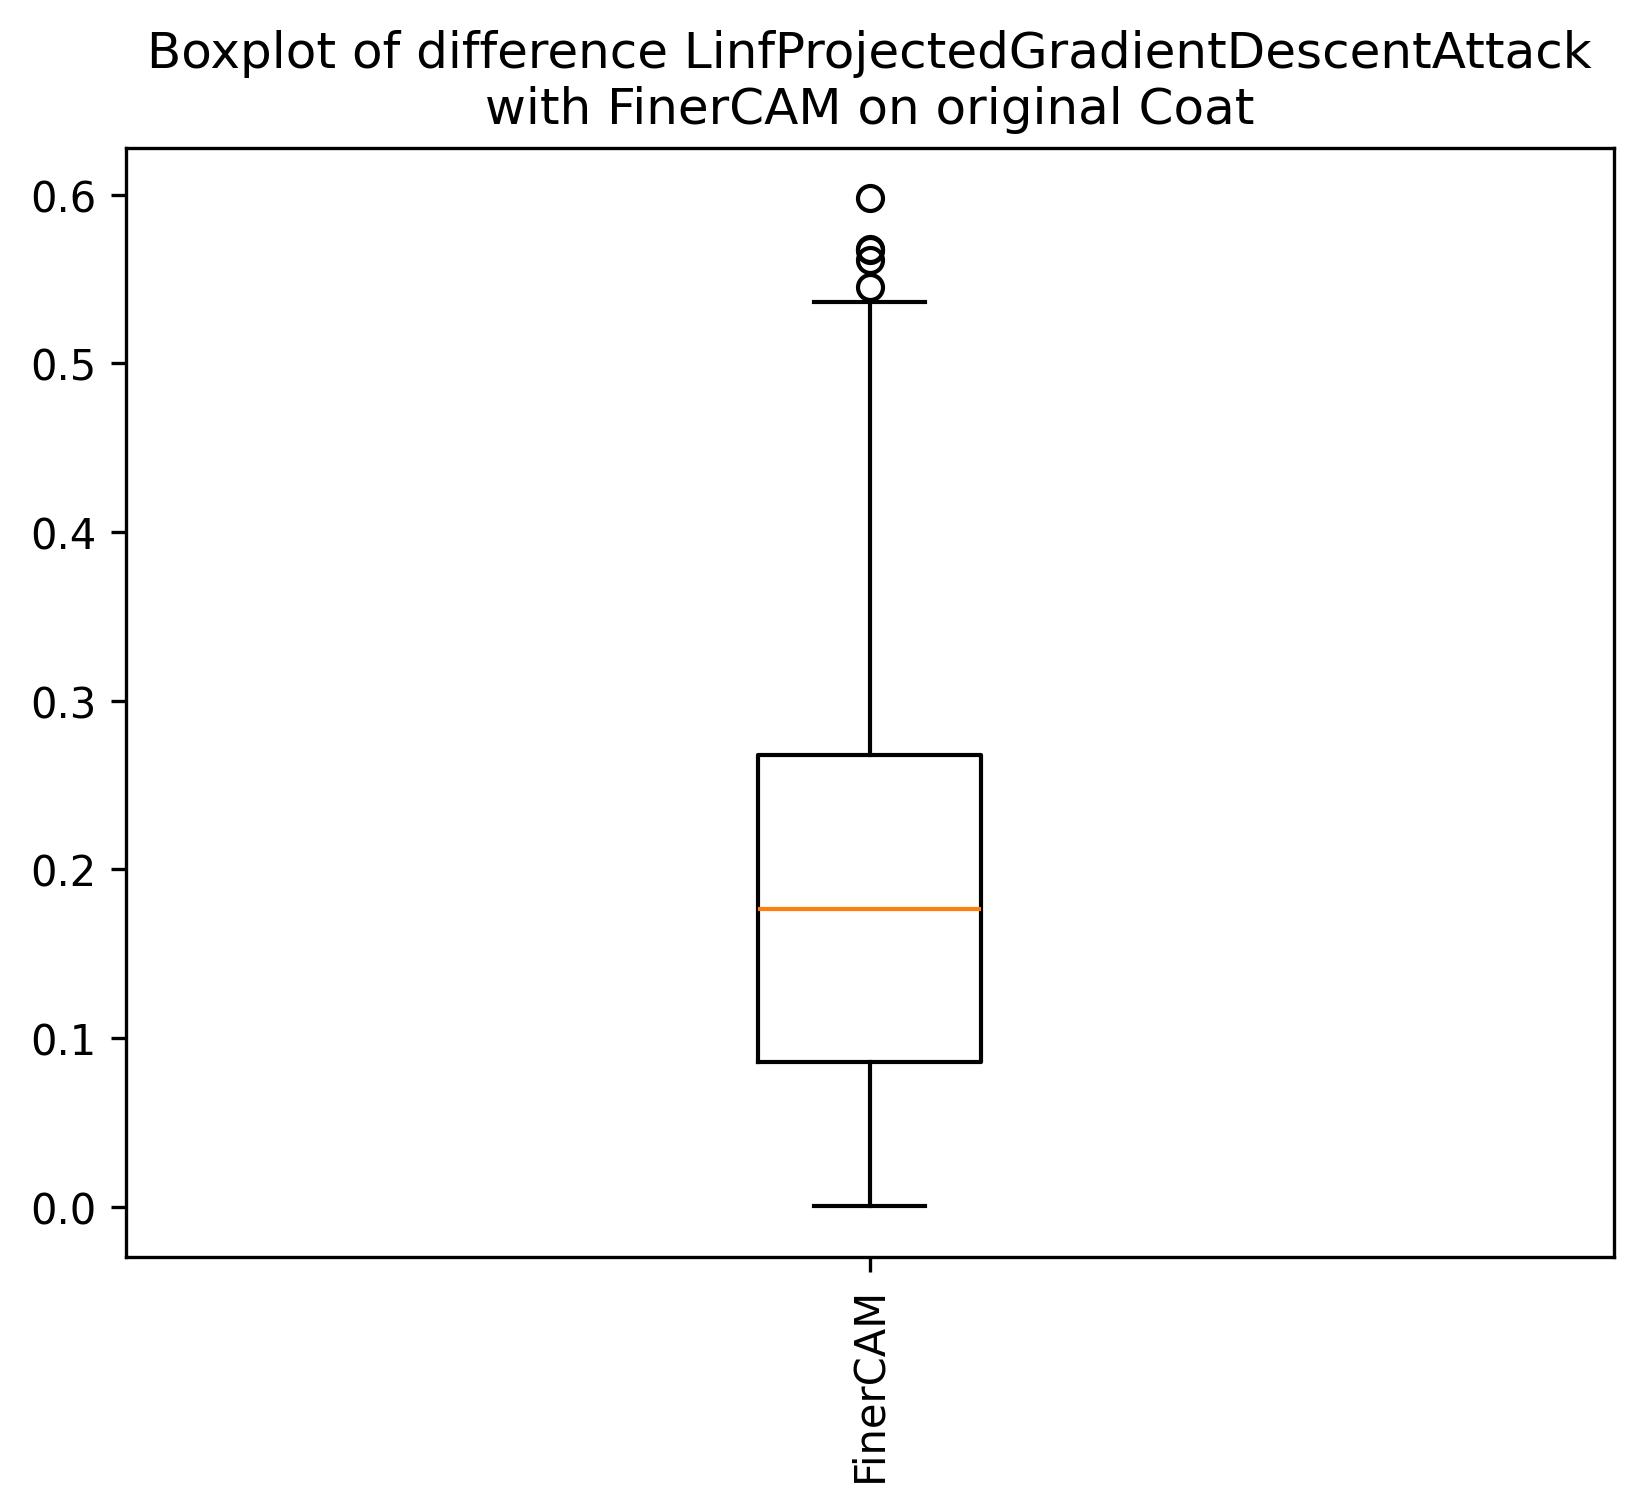 Boxplot of difference LinfProjectedGradientDescentAttack
with FinerCAM on original Coat
0.6
0.5
0.4
0.3
0.2
0.1
0.0
FinerCAM